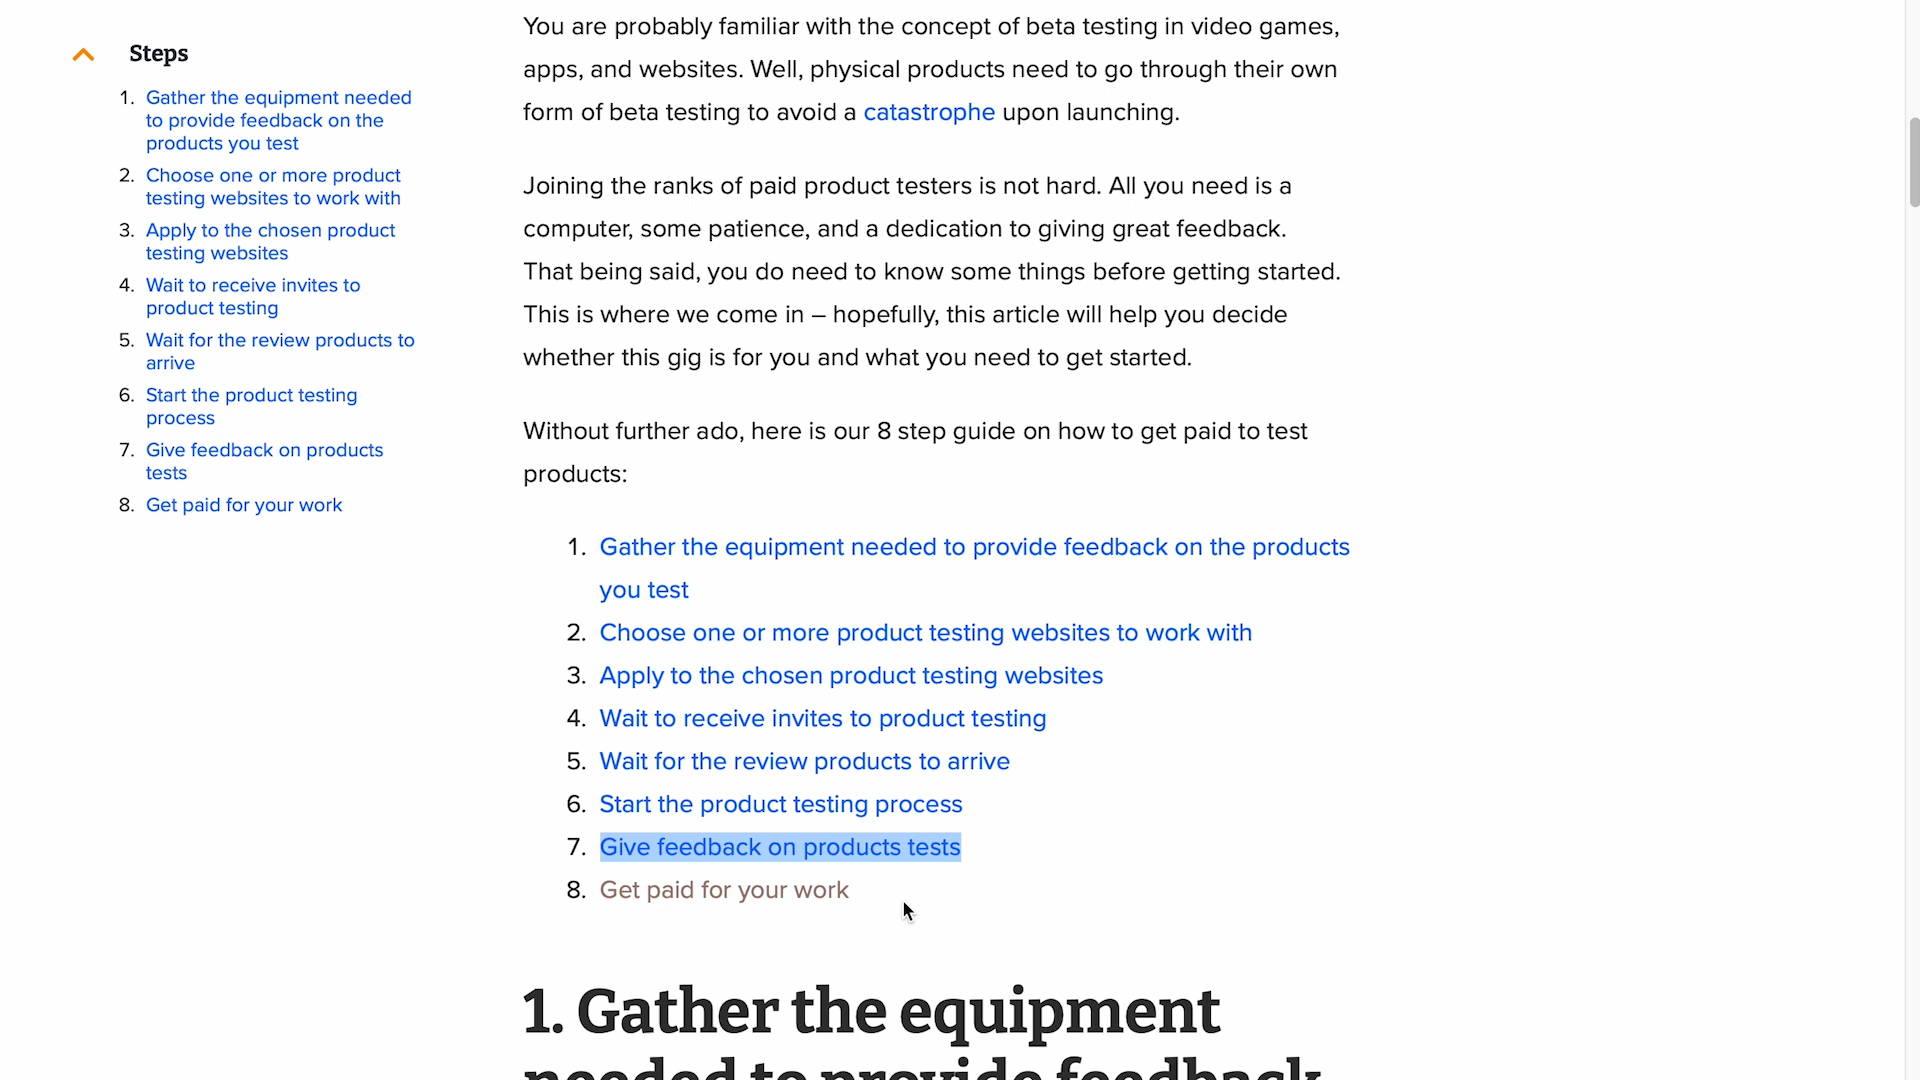 Steps
1. Gather the equipment needed
to provide feedback on the
products you test
2. Choose one or more product
testing websites to work with
3. Apply to the chosen product
testing websites
4. Wait to receive invites to
product testing
5. Wait for the review products to
arrive
6. Start the product testing
process
7. Give feedback on products
tests
8. Get paid for your work
You are probably familiar with the concept of beta testing in video games,
apps, and websites. Well, physical products need to go through their own
form of beta testing to avoid a catastrophe upon launching.
Joining the ranks of paid product testers is not hard. All you need is a
computer, some patience, and a dedication to giving great feedback.
That being said, you do need to know some things before getting started.
This is where we come in – hopefully, this article will help you decide
whether this gig is for you and what you need to get started.
Without further ado, here is our 8 step guide on how to get paid to test
products:
1. Gather the equipment needed to provide feedback on the products
you test
2. Choose one or more product testing websites to work with
3. Apply to the chosen product testing websites
4. Wait to receive invites to product testing
5. Wait for the review products to arrive
6. Start the product testing process
7. Give feedback on products tests
8. Get paid for your work
1. Gather the equipment
needed to provide feedback